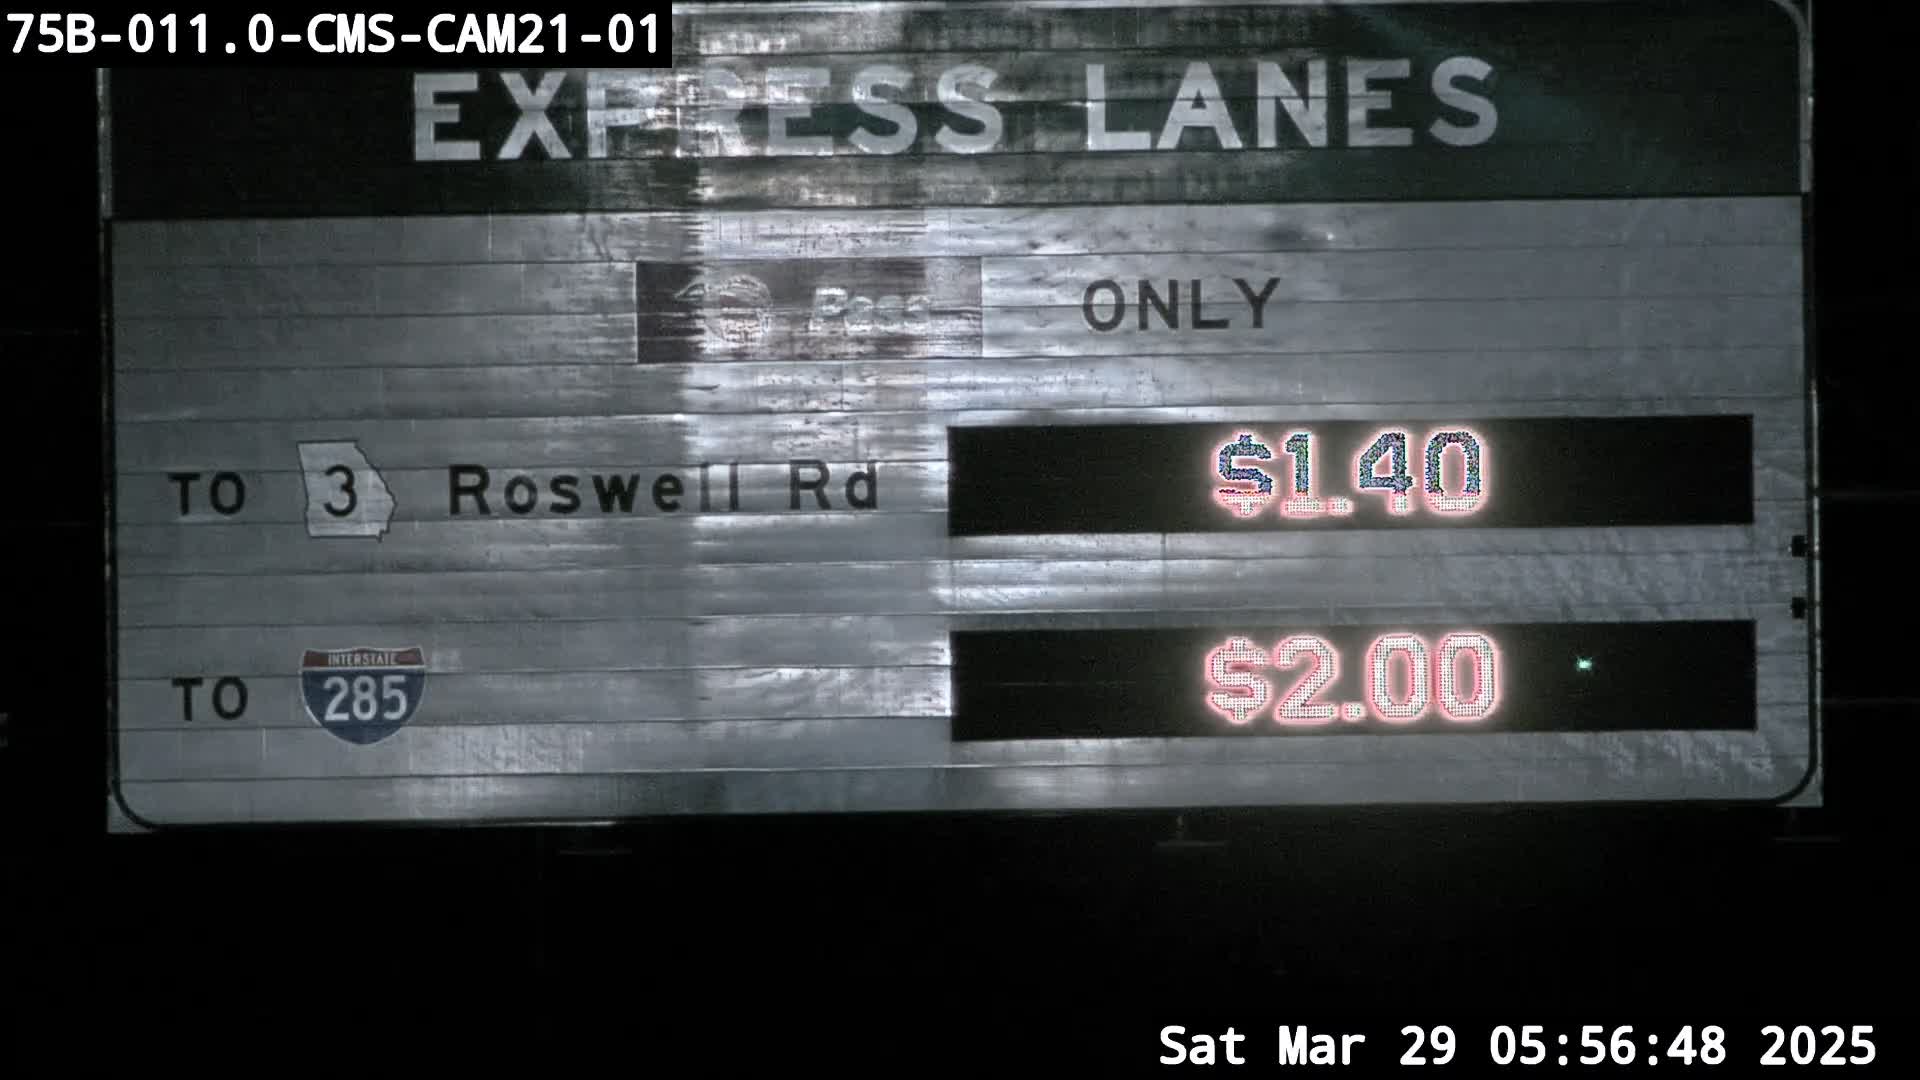 75B-011.0-CMS-CAM21-01
EXPRESS LANES
Pass ONLY
TO 3 Roswell Rd $1.40
TO INTERSTATE 285 $2.00
Sat Mar 29 05:56:48 2025